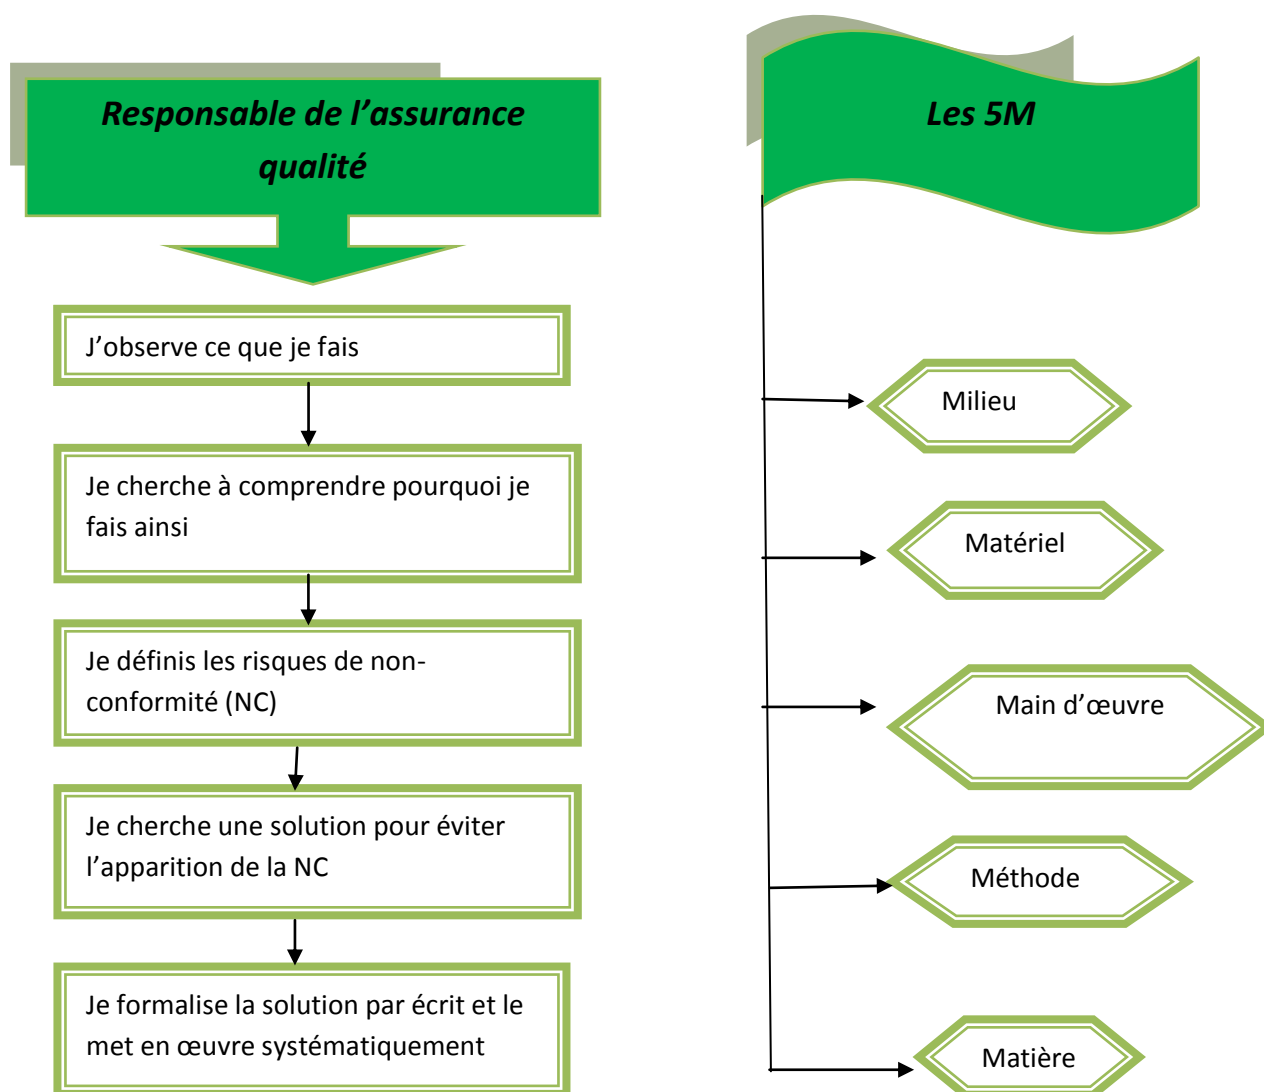 Responsable de l’assurance
qualité
J’observe ce que je fais
Je cherche à comprendre pourquoi je
fais ainsi
Je définis les risques de non-
conformité (NC)
Je cherche une solution pour éviter
l’apparition de la NC
Je formalise la solution par écrit et le
met en œuvre systématiquement
Les 5M
Milieu
Matériel
Main d’œuvre
Méthode
Matière